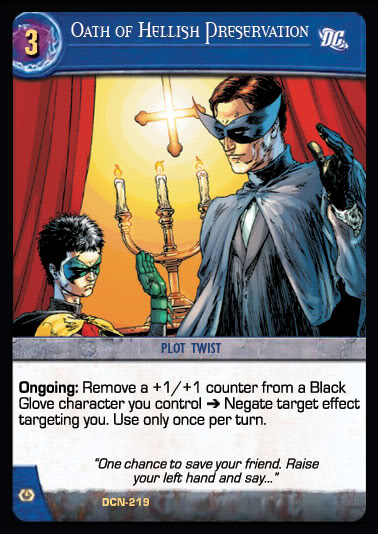 3
Oath of Hellish Preservation
DC
PLOT TWIST
Ongoing: Remove a +1/+1 counter from a Black
Glove character you control ➔ Negate target effect
targeting you. Use only once per turn.
“One chance to save your friend. Raise
your left hand and say...”
DCN-219